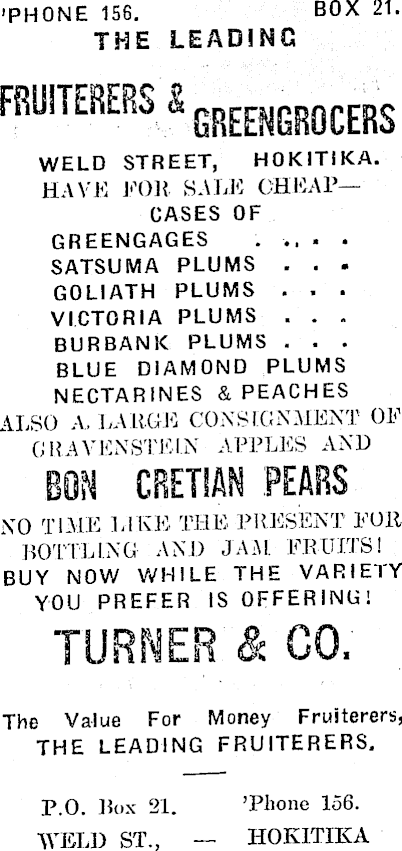 'PHONE 156. BOX 21.
THE LEADING
FRUITERERS &
GREENGROCERS
WELD STREET, HOKITIKA.
HAVE FOR SALE CHEAP—
CASES OF
GREENGAGES . . . . .
SATSUMA PLUMS . . .
GOLIATH PLUMS . . .
VICTORIA PLUMS . . .
BURBANK PLUMS . . .
BLUE DIAMOND PLUMS
NECTARINES & PEACHES
ALSO A LARGE CONSIGNMENT OF
GRAVENSTEIN APPLES AND
BON CRETIAN PEARS
NO TIME LIKE THE PRESENT FOR
BOTTLING AND JAM FRUITS!
BUY NOW WHILE THE VARIETY
YOU PREFER IS OFFERING!
TURNER & CO.
The Value For Money Fruiterers,
THE LEADING FRUITERERS.
P.O. Box 21. 'Phone 156.
WELD ST., — HOKITIKA